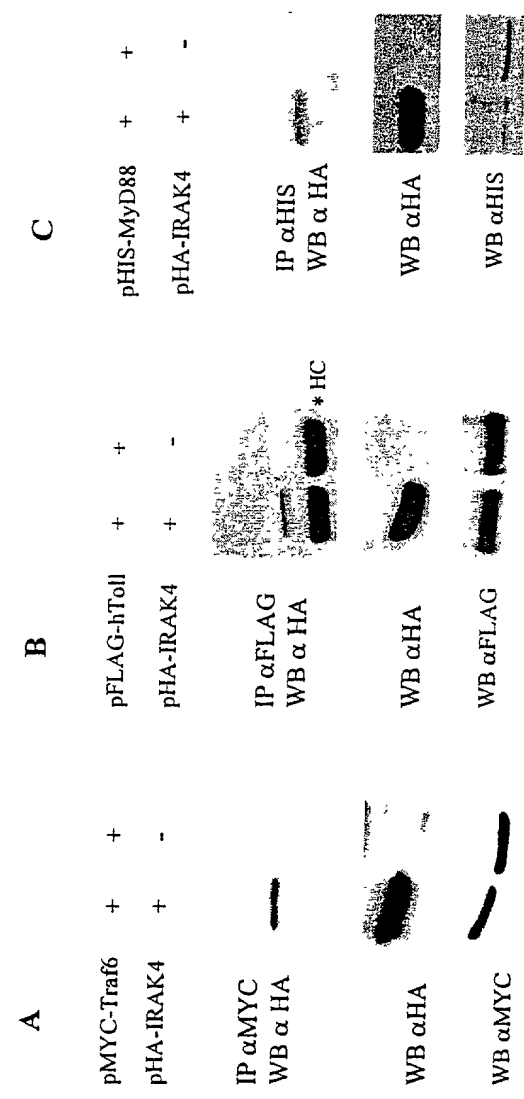 A
pMYC-Traf6 + +
pHA-IRAK4 + -
IP αMYC
WB α HA
WB αHA
WB αMYC
B
pFLAG-hToll + +
pHA-IRAK4 + -
IP αFLAG
WB α HA
* HC
WB αHA
WB αFLAG
C
pHIS-MyD88 + +
pHA-IRAK4 + -
IP αHIS
WB α HA
WB αHA
WB αHIS